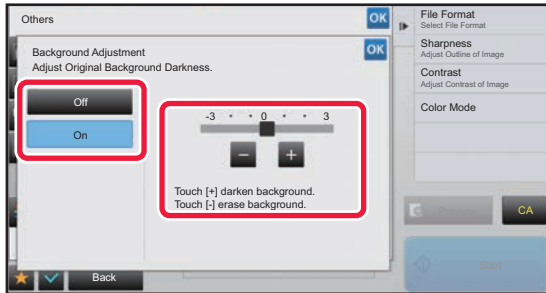 Others
OK
Background Adjustment
Adjust Original Background Darkness.
OK
Off
On
-3 • • 0 • • 3
−
+
Touch [+] darken background.
Touch [-] erase background.
Back
File Format
Select File Format
Sharpness
Adjust Outline of Image
Contrast
Adjust Contrast of Image
Color Mode
CA
Start